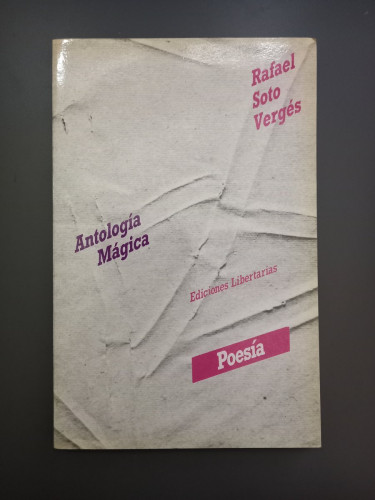 Rafael
Soto
Vergés
Antología
Mágica
Ediciones Libertarias
Poesía